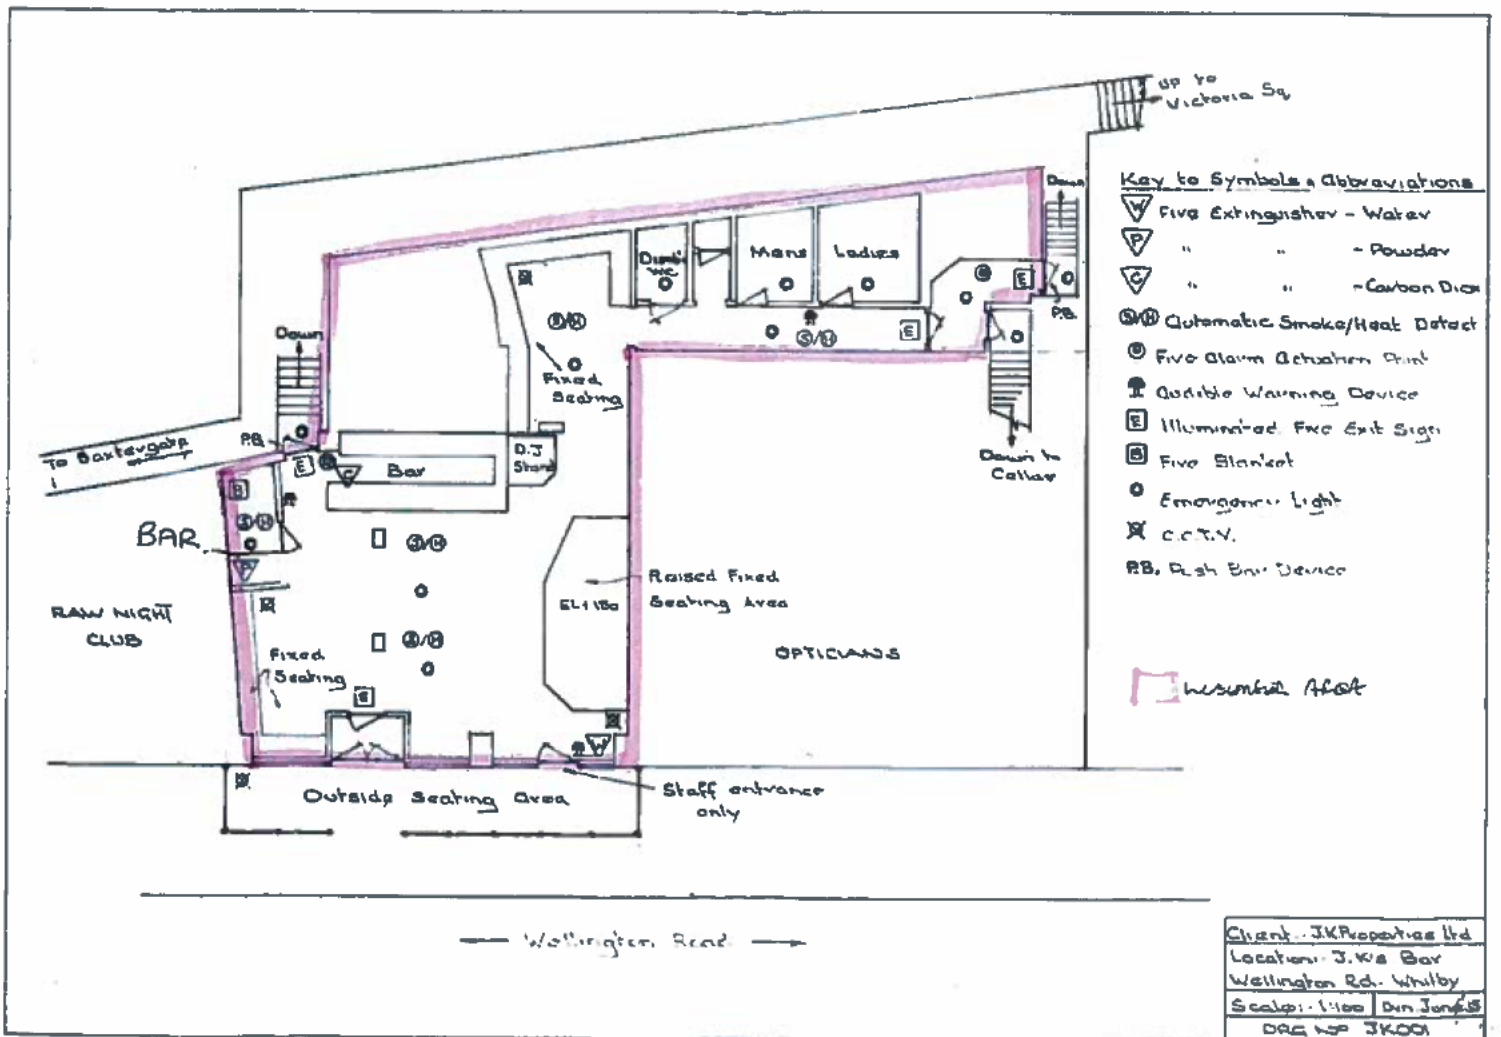 up to
Victoria Sq
Key to Symbols & Abbreviations
W Fire Extinguisher - Water
P " " - Powder
C " " - Carbon Diox
S/H Automatic Smoke/Heat Detect
Fire Alarm Actuation Point
Audible Warning Device
E Illuminated Fire Exit Sign
B Fire Blanket
Emergency Light
C.C.T.V.
P.B. Push Bar Device
Down
Disb'l
WC
Mens
Ladies
E
P.B.
S/H
S/H
E
Down
Fixed
Seating
P.B.
To Baxtergate
E
C
Bar
D.J
Stand
Down to
Cellar
B
S/H
BAR
S/H
P
Raised Fixed
Seating Area
RAW NIGHT
CLUB
S/H
OPTICIANS
Fixed
Seating
E
W
Outside Seating Area
Staff entrance
only
Wellington Road
Client :- J.K Properties Ltd
Location:- J.K's Bar
Wellington Rd. Whitby
Scale:- 1:100
DRG No JK001